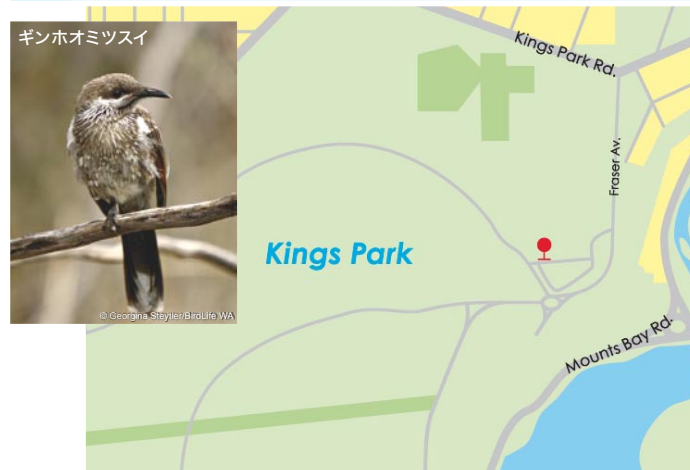 ギンホオミツスイ
© Georgina Steytler/BirdLife WA
Kings Park Rd.
Fraser Av.
Kings Park
Mounts Bay Rd.